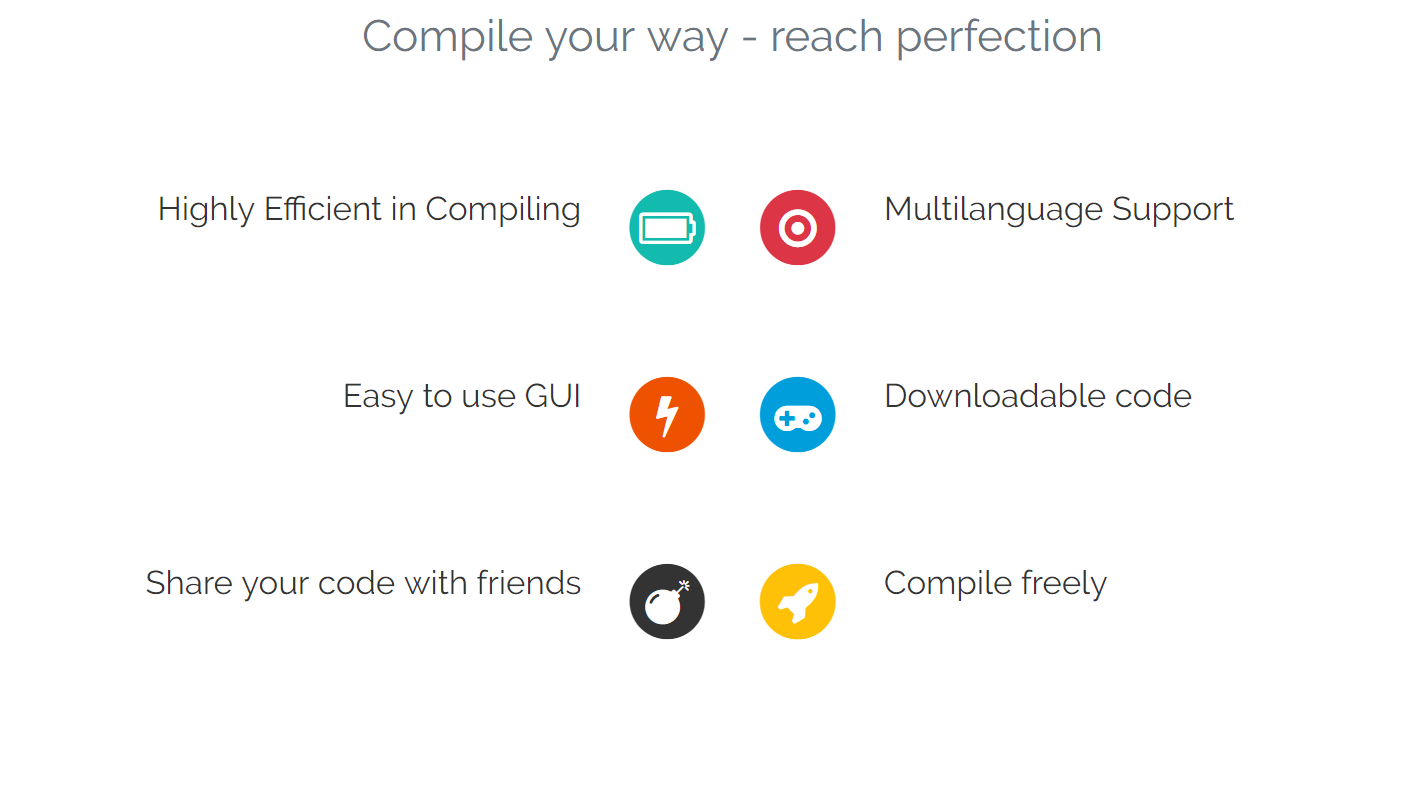 Compile your way - reach perfection
Highly Efficient in Compiling
Multilanguage Support
Easy to use GUI
Downloadable code
Share your code with friends
Compile freely